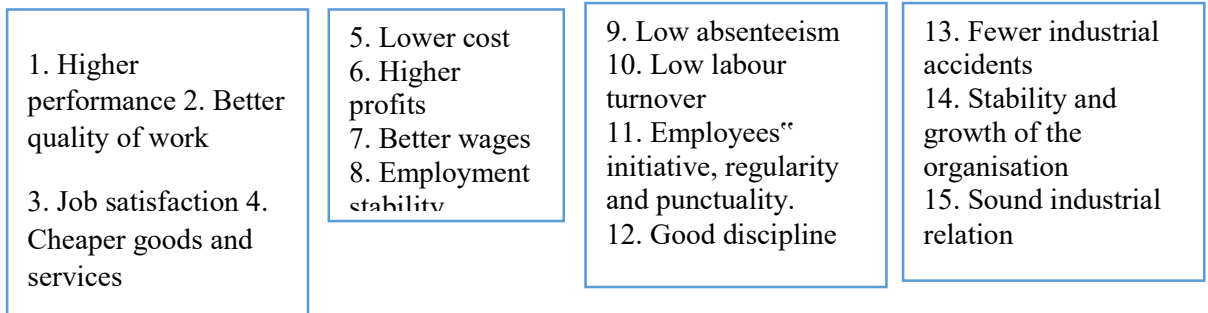 1. Higher
performance 2. Better
quality of work
3. Job satisfaction 4.
Cheaper goods and
services
5. Lower cost
6. Higher
profits
7. Better wages
8. Employment
stability
9. Low absenteeism
10. Low labour
turnover
11. Employees‟
initiative, regularity
and punctuality.
12. Good discipline
13. Fewer industrial
accidents
14. Stability and
growth of the
organisation
15. Sound industrial
relation